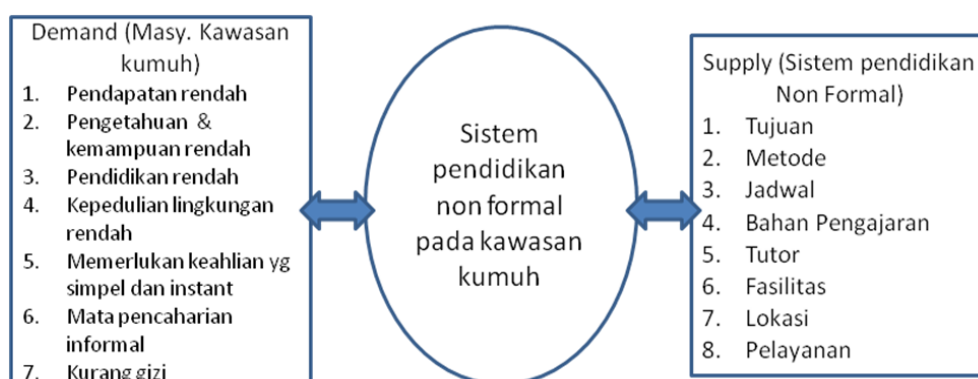 Demand (Masy. Kawasan
kumuh)
1. Pendapatan rendah
2. Pengetahuan &
kemampuan rendah
3. Pendidikan rendah
4. Kepedulian lingkungan
rendah
5. Memerlukan keahlian yg
simpel dan instant
6. Mata pencaharian
informal
7. Kurang gizi
Sistem
pendidikan
non formal
pada kawasan
kumuh
Supply (Sistem pendidikan
Non Formal)
1. Tujuan
2. Metode
3. Jadwal
4. Bahan Pengajaran
5. Tutor
6. Fasilitas
7. Lokasi
8. Pelayanan